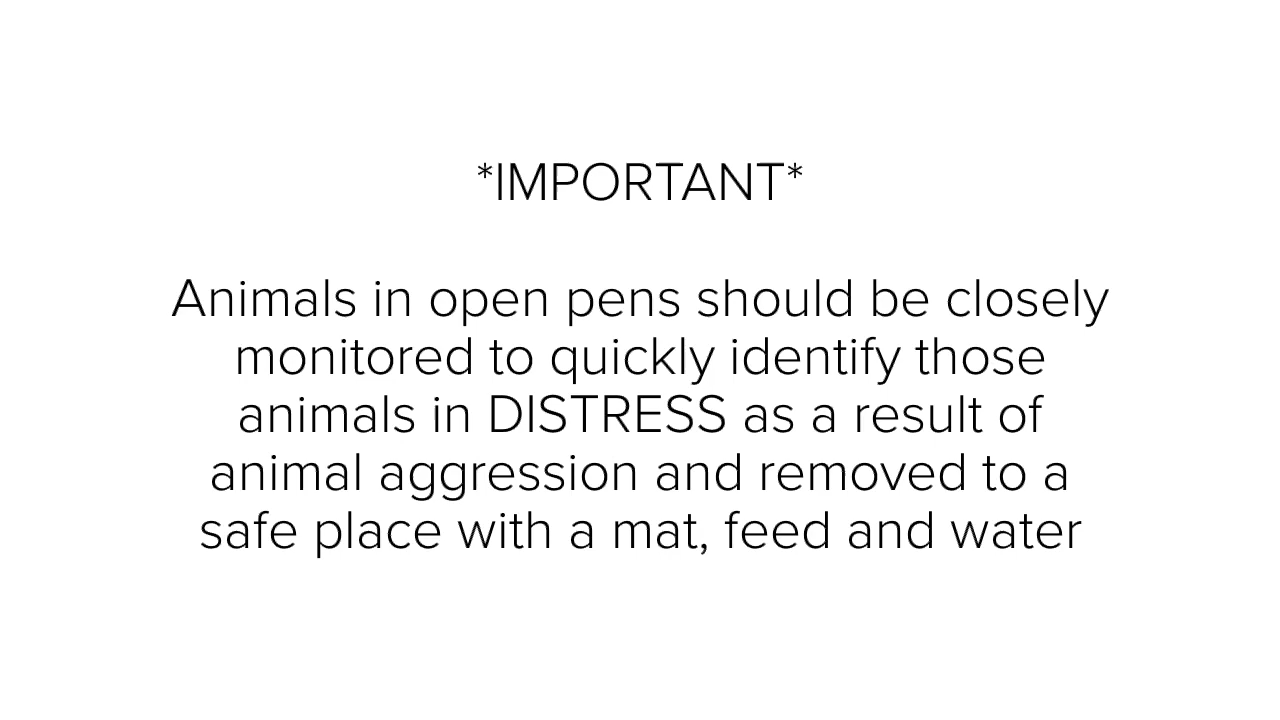 *IMPORTANT*
Animals in open pens should be closely
monitored to quickly identify those
animals in DISTRESS as a result of
animal aggression and removed to a
safe place with a mat, feed and water